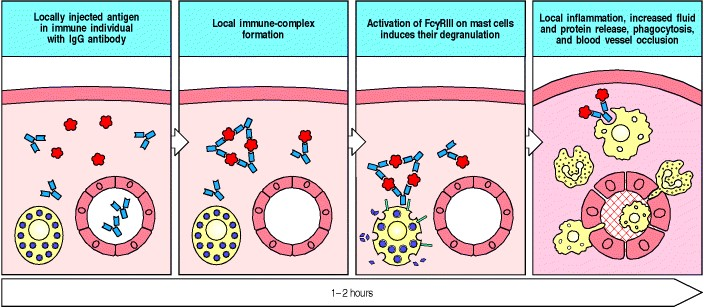 Locally injected antigen
in immune individual
with IgG antibody
Local immune-complex
formation
Activation of FcγRIII on mast cells
induces their degranulation
Local inflammation, increased fluid
and protein release, phagocytosis,
and blood vessel occlusion
1–2 hours